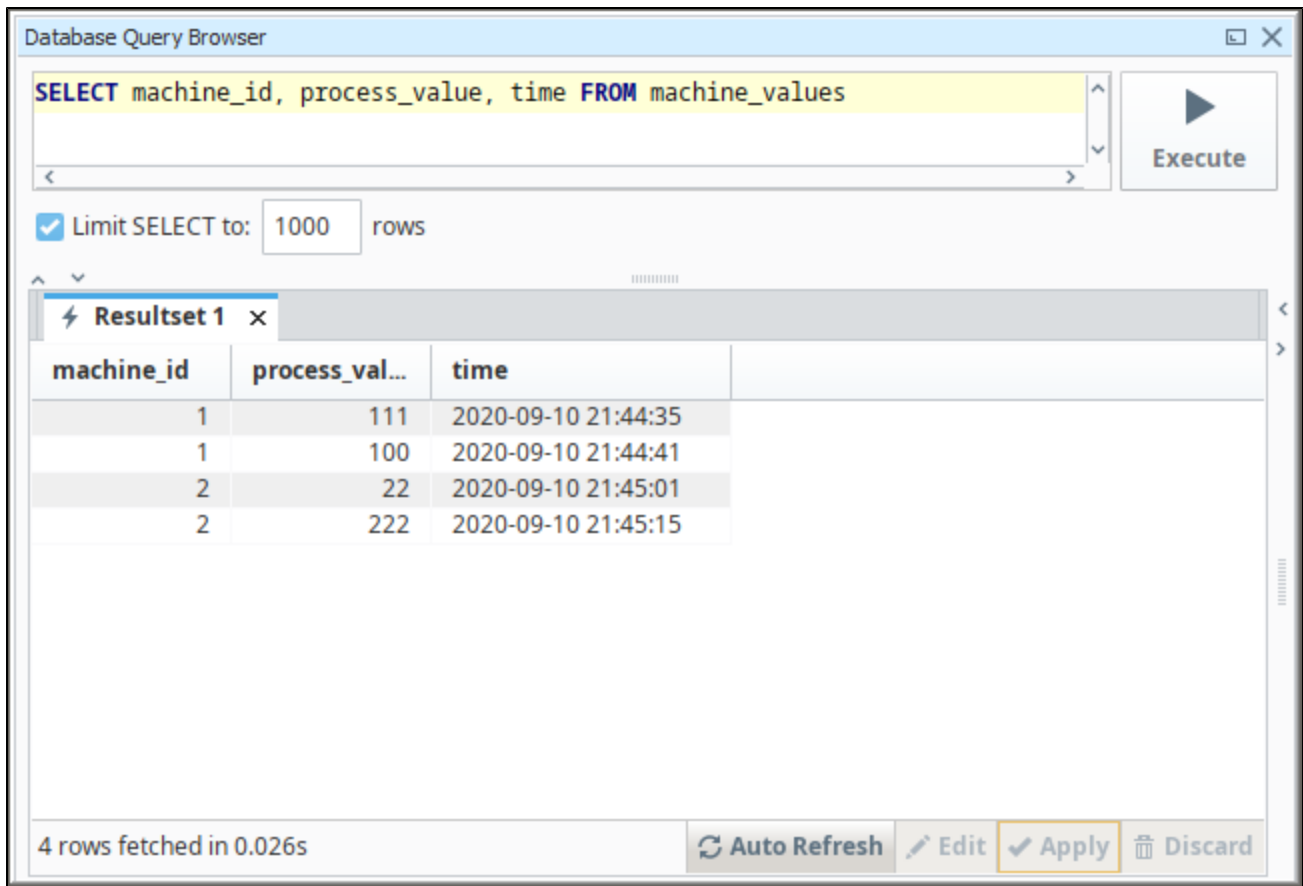 Database Query Browser
SELECT machine_id, process_value, time FROM machine_values
Execute
Limit SELECT to: 1000 rows
Resultset 1
machine_id process_val... time
1 111 2020-09-10 21:44:35
1 100 2020-09-10 21:44:41
2 22 2020-09-10 21:45:01
2 222 2020-09-10 21:45:15
4 rows fetched in 0.026s Auto Refresh Edit Apply Discard